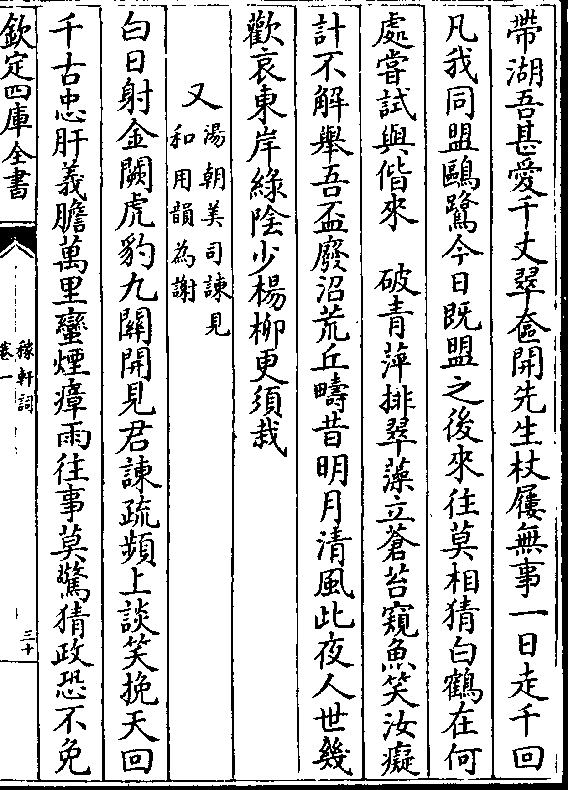 帶湖吾甚愛千丈翠奩開先生杖屨無事一日走千回
凡我同盟鷗鷺今日既盟之後來往莫相猜白鶴在何
處嘗試與偕來　破青萍排翠藻立蒼苔窺魚笑汝癡
計不解舉吾盃廢沼荒丘疇昔明月清風此夜人世幾
歡哀東岸綠陰少楊柳更須栽
又
湯朝美司諫見
和用韻為謝
白日射金闕虎豹九關開見君諫疏頻上談笑挽天回
千古忠肝義膽萬里蠻煙瘴雨往事莫驚猜政恐不免
欽定四庫全書
稼軒詞
卷一
三十